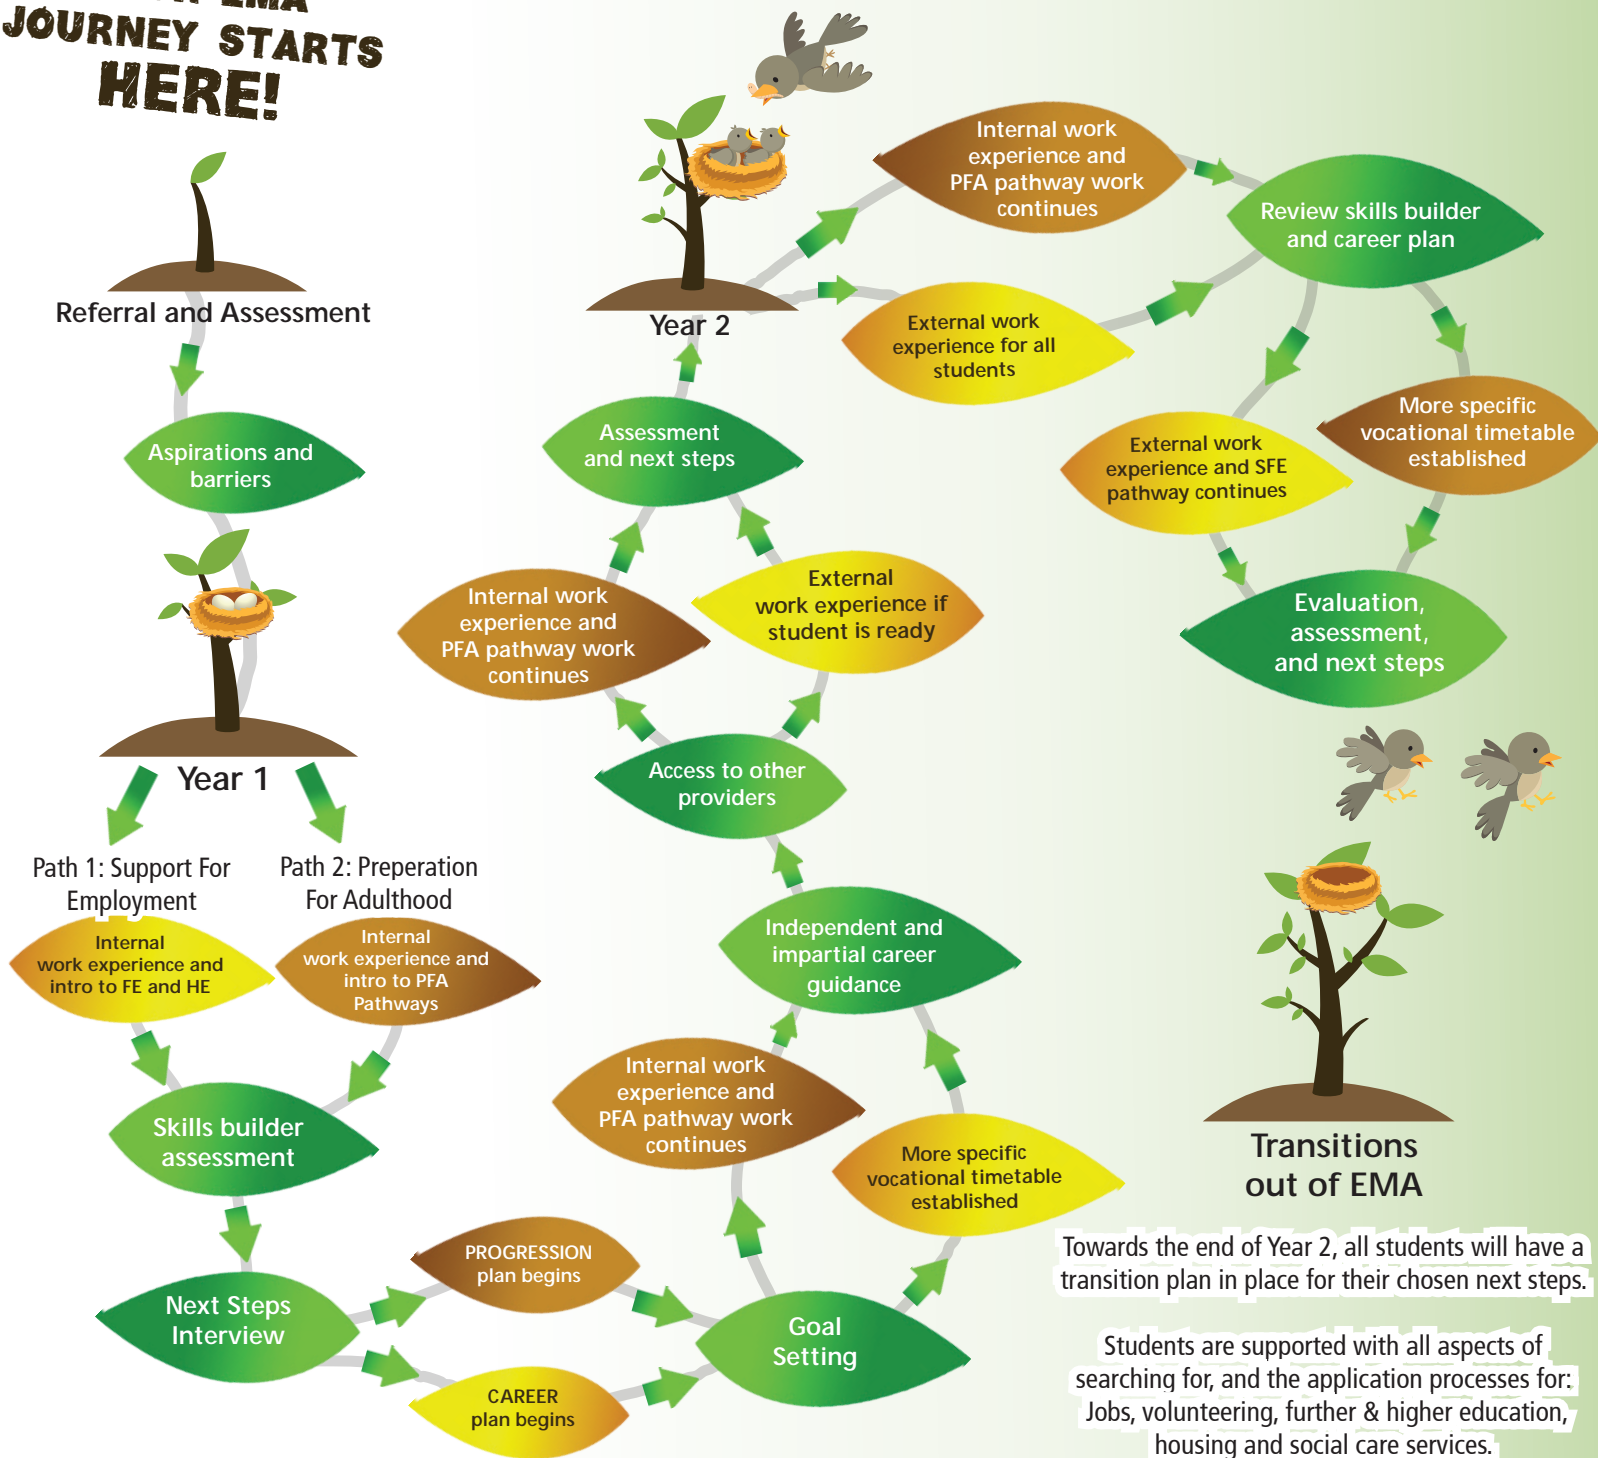 EMA
JOURNEY STARTS
HERE!
Referral and Assessment
Aspirations and
barriers
Year 1
Path 1: Support For
Employment
Path 2: Preperation
For Adulthood
Internal
work experience and
intro to FE and HE
Internal
work experience and
intro to PFA
Pathways
Skills builder
assessment
Next Steps
Interview
PROGRESSION
plan begins
CAREER
plan begins
Goal
Setting
Internal work
experience and
PFA pathway work
continues
More specific
vocational timetable
established
Independent and
impartial career
guidance
Access to other
providers
Internal work
experience and
PFA pathway work
continues
External
work experience if
student is ready
Assessment
and next steps
Year 2
Internal work
experience and
PFA pathway work
continues
External work
experience for all
students
Review skills builder
and career plan
External work
experience and SFE
pathway continues
More specific
vocational timetable
established
Evaluation,
assessment,
and next steps
Transitions
out of EMA
Towards the end of Year 2, all students will have a
transition plan in place for their chosen next steps.
Students are supported with all aspects of
searching for, and the application processes for:
Jobs, volunteering, further & higher education,
housing and social care services.